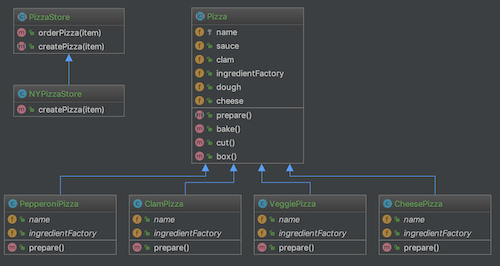 PizzaStore
orderPizza(item)
createPizza(item)
NYPizzaStore
createPizza(item)
Pizza
name
sauce
clam
ingredientFactory
dough
cheese
prepare()
bake()
cut()
box()
PepperoniPizza
name
ingredientFactory
prepare()
ClamPizza
name
ingredientFactory
prepare()
VeggiePizza
name
ingredientFactory
prepare()
CheesePizza
name
ingredientFactory
prepare()